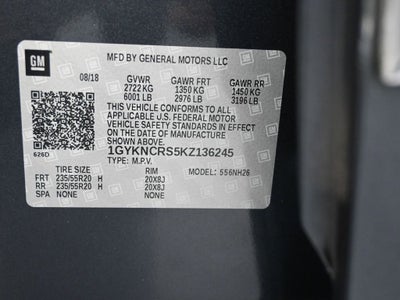 GM
MFD BY GENERAL MOTORS LLC
08/18 GVWR GAWR FRT GAWR RR
2722 KG 1350 KG 1450 KG
6001 LB 2976 LB 3196 LB
THIS VEHICLE CONFORMS TO ALL
APPLICABLE U.S. FEDERAL MOTOR
VEHICLE SAFETY STANDARDS IN
EFFECT ON THE DATE OF MANUFACTURE
SHOWN ABOVE.
626D 1GYKNCRS5KZ136245
TYPE: M.P.V. MODEL: 556NH26
TIRE SIZE RIM
FRT 235/55R20 H 20X8J
RR 235/55R20 H 20X8J
SPA NONE NONE